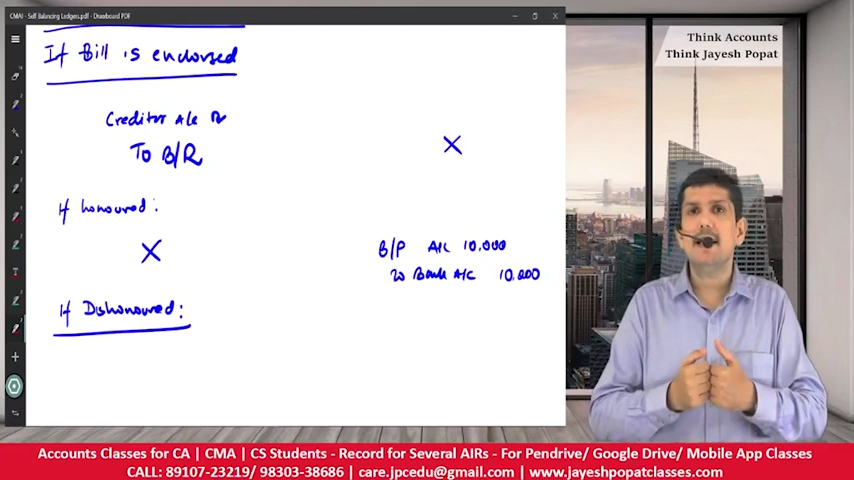 CMAI - Self Balancing Ledgers.pdf - Drawboard PDF
Think Accounts
Think Jayesh Popat
If Bill is endorsed
Creditor A/c Dr
To B/R
X
If honoured:
X
B/P A/c 10,000
To Bank A/c 10,000
If Dishonoured:
Accounts Classes for CA | CMA | CS Students - Record for Several AIRs - For Pendrive/ Google Drive/ Mobile App Classes
CALL: 89107-23219/ 98303-38686 | care.jpcedu@gmail.com | www.jayeshpopatclasses.com